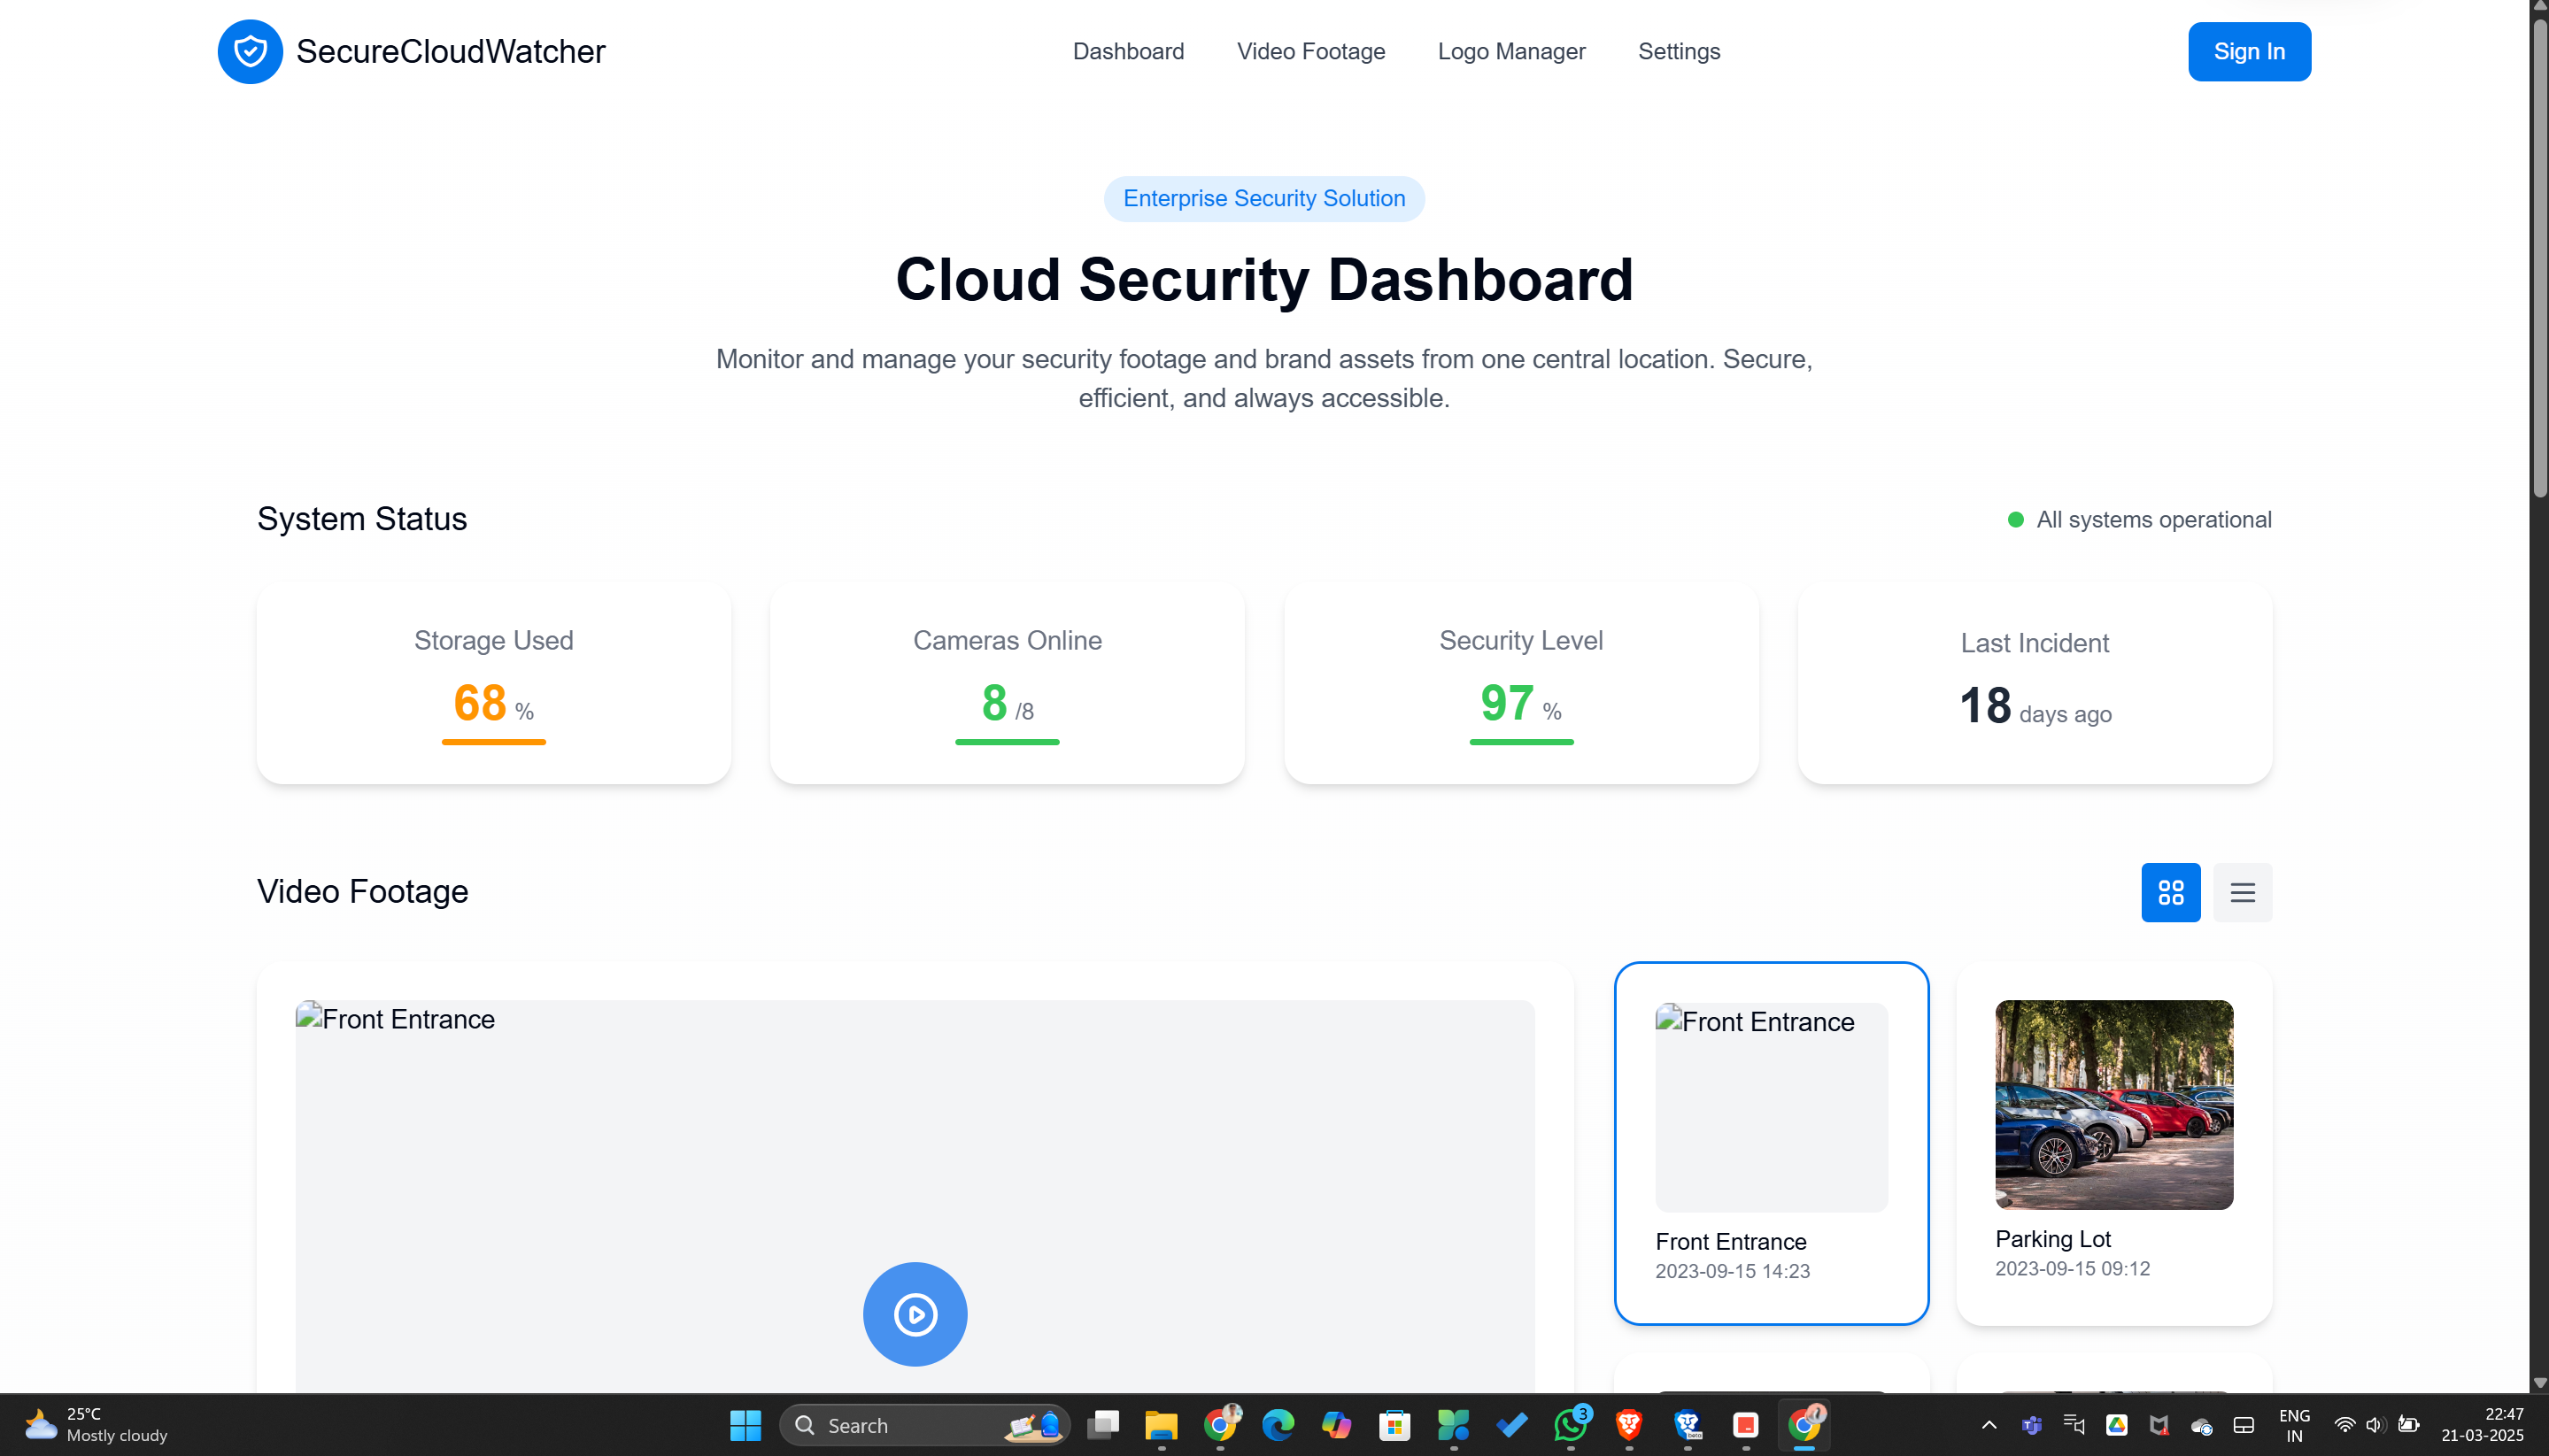 SecureCloudWatcher
Dashboard
Video Footage
Logo Manager
Settings
Sign In
Enterprise Security Solution
Cloud Security Dashboard
Monitor and manage your security footage and brand assets from one central location. Secure,
efficient, and always accessible.
System Status
All systems operational
Storage Used
68 %
Cameras Online
8 /8
Security Level
97 %
Last Incident
18 days ago
Video Footage
Front Entrance
Front Entrance
Front Entrance
2023-09-15 14:23
Parking Lot
2023-09-15 09:12
25°C
Mostly cloudy
Search
3
ENG
IN
22:47
21-03-2025